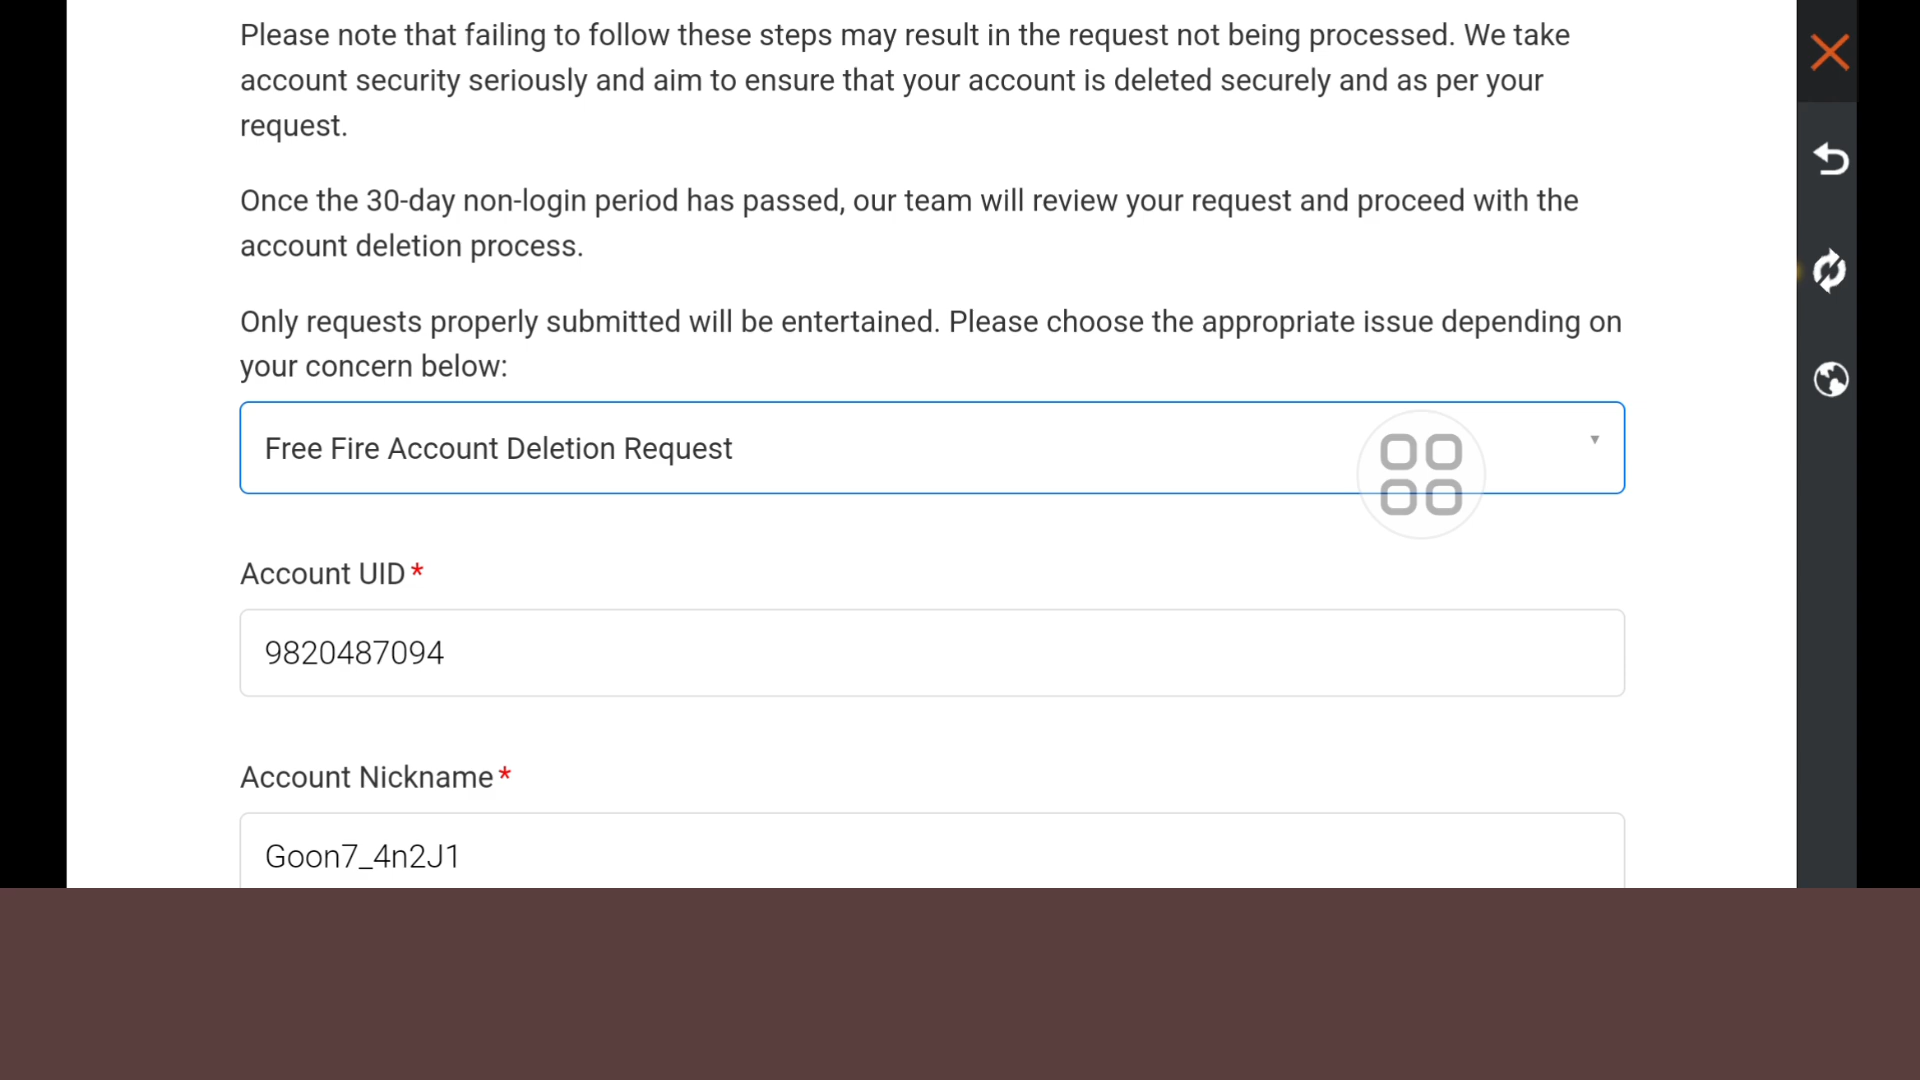 Please note that failing to follow these steps may result in the request not being processed. We take
account security seriously and aim to ensure that your account is deleted securely and as per your
request.
Once the 30-day non-login period has passed, our team will review your request and proceed with the
account deletion process.
Only requests properly submitted will be entertained. Please choose the appropriate issue depending on
your concern below:
Free Fire Account Deletion Request
Account UID*
9820487094
Account Nickname*
Goon7_4n2J1